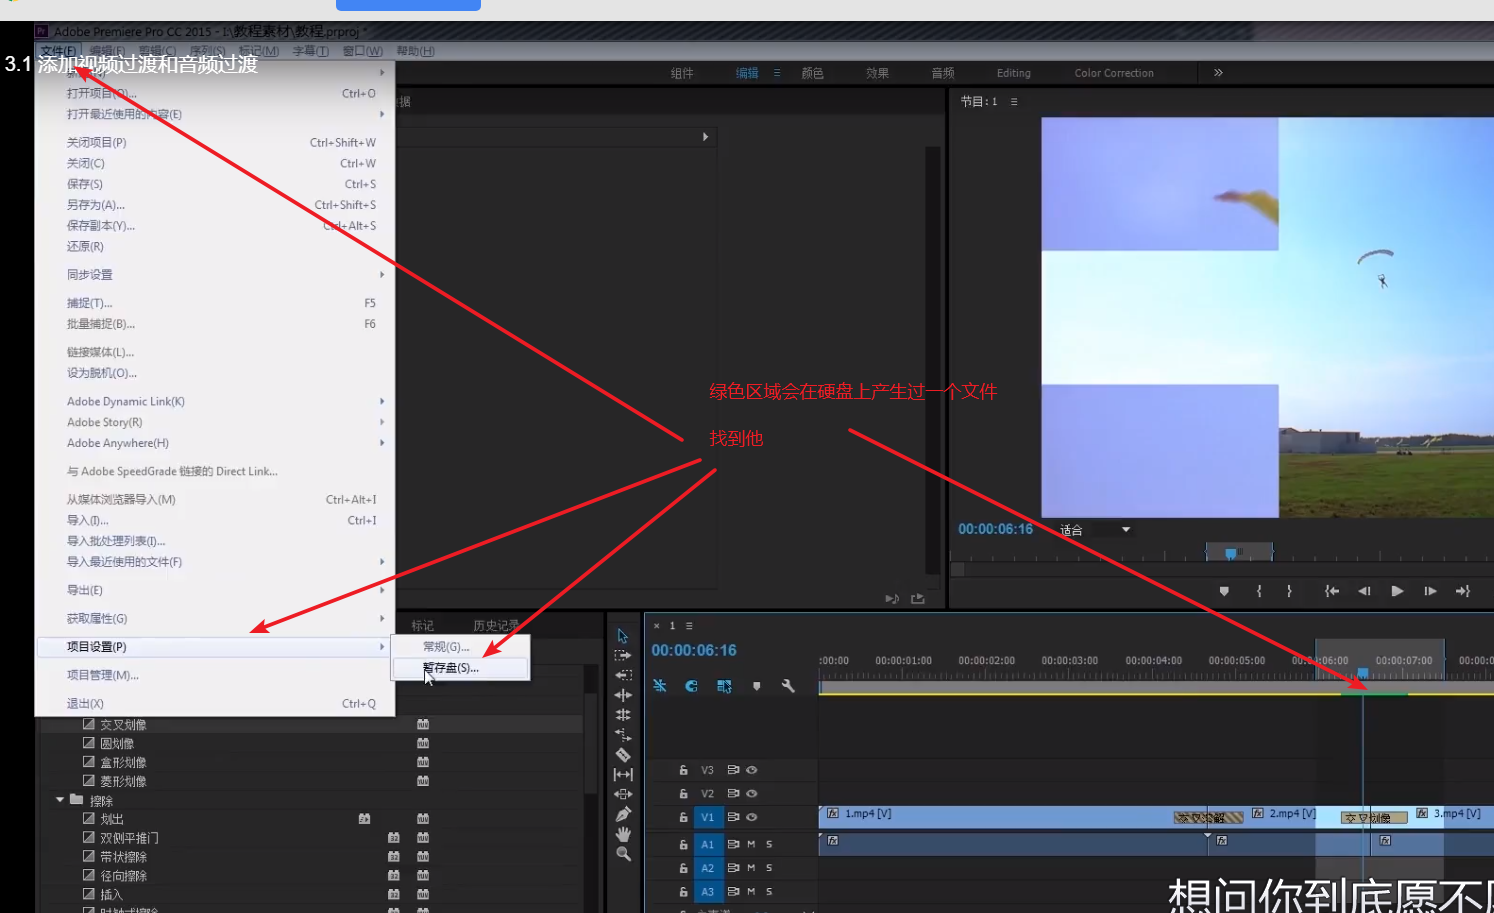 Adobe Premiere Pro CC 2015 - I:\教程素材\教程.prproj *
文件(F) 编辑(E) 剪辑(C) 序列(S) 标记(M) 字幕(T) 窗口(W) 帮助(H)
3.1 添加视频过渡和音频过渡
组件 编辑 颜色 效果 音频 Editing Color Correction
打开项目(O)... Ctrl+O
打开最近使用的内容(E)
关闭项目(P) Ctrl+Shift+W
关闭(C) Ctrl+W
保存(S) Ctrl+S
另存为(A)... Ctrl+Shift+S
保存副本(Y)... Ctrl+Alt+S
还原(R)
同步设置
捕捉(T)... F5
批量捕捉(B)... F6
链接媒体(L)...
设为脱机(O)...
Adobe Dynamic Link(K)
Adobe Story(R)
Adobe Anywhere(H)
与 Adobe SpeedGrade 链接的 Direct Link...
从媒体浏览器导入(M) Ctrl+Alt+I
导入(I)... Ctrl+I
导入批处理列表(I)...
导入最近使用的文件(F)
导出(E)
获取属性(G)
项目设置(P)
项目管理(M)...
退出(X) Ctrl+Q
常规(G)...
暂存盘(S)...
据
节目: 1
绿色区域会在硬盘上产生过一个文件
找到他
00:00:06:16 适合
标记 历史记录
交叉划像
圆划像
盒形划像
菱形划像
擦除
划出
双侧平推门
带状擦除
径向擦除
插入
时钟式擦除
× 1
00:00:06:16
:00:00 00:00:01:00 00:00:02:00 00:00:03:00 00:00:04:00 00:00:05:00 00:00:06:00 00:00:07:00 00:00:0
V3
V2
V1 fx 1.mp4 [V] 交叉溶解 fx 2.mp4 [V] 交叉划像 fx 3.mp4 [V]
A1 M S fx fx fx
A2 M S
A3 M S
想问你到底愿不